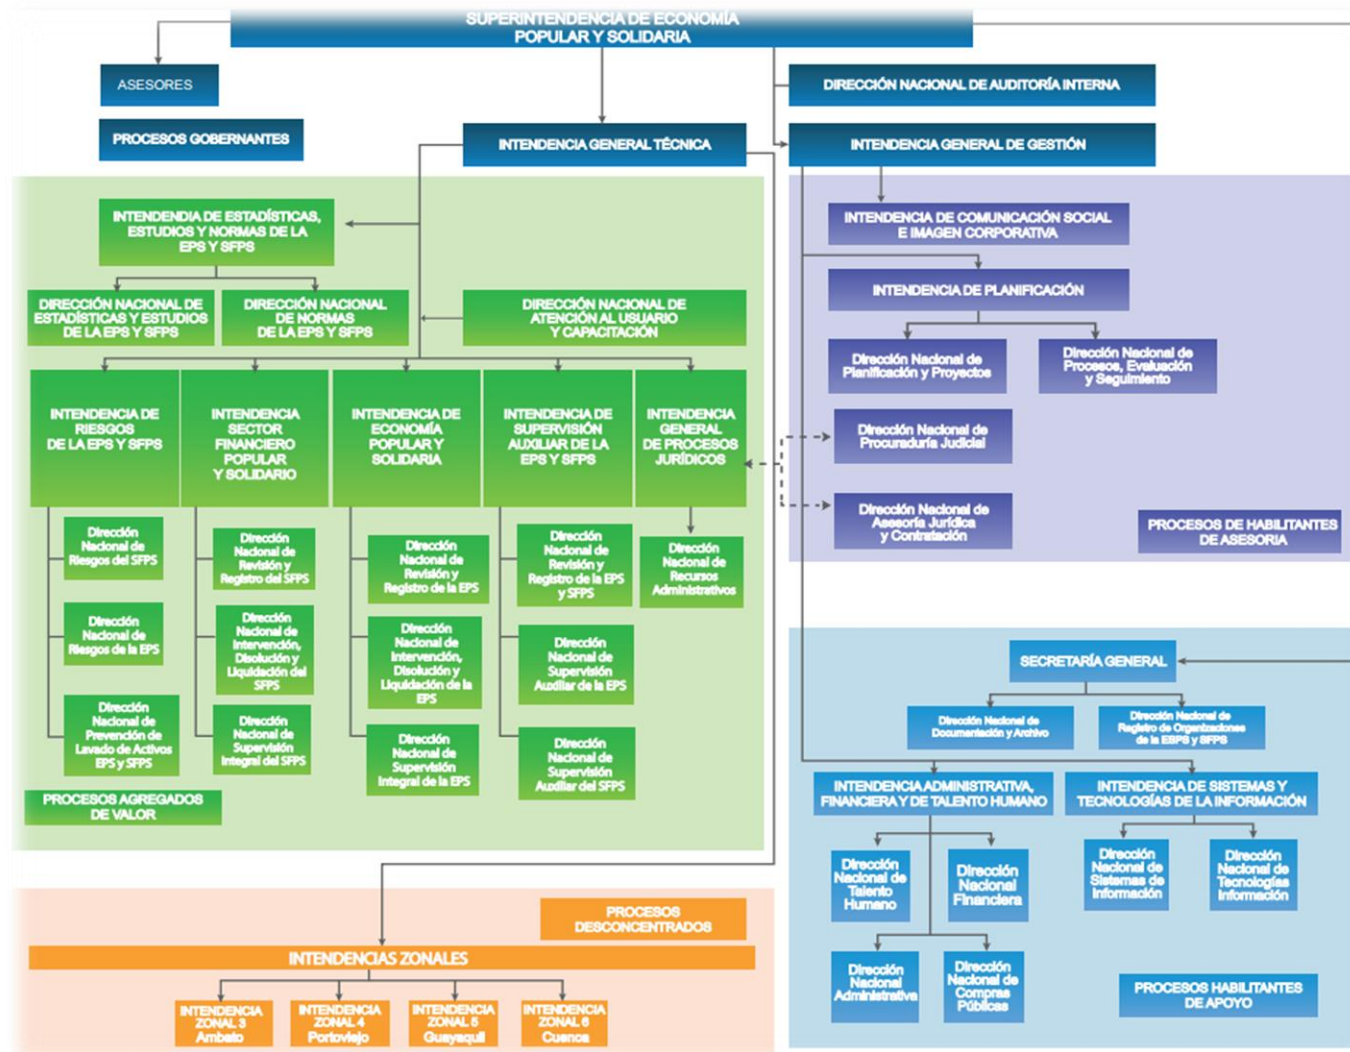 SUPERINTENDENCIA DE ECONOMÍA
POPULAR Y SOLIDARIA
ASESORES
DIRECCIÓN NACIONAL DE AUDITORÍA INTERNA
PROCESOS GOBERNANTES
INTENDENCIA GENERAL TÉCNICA
INTENDENCIA GENERAL DE GESTIÓN
INTENDENDIA DE ESTADÍSTICAS,
ESTUDIOS Y NORMAS DE LA
EPS Y SFPS
DIRECCIÓN NACIONAL DE
ESTADÍSTICAS Y ESTUDIOS
DE LA EPS Y SFPS
DIRECCIÓN NACIONAL
DE NORMAS
DE LA EPS Y SFPS
DIRECCIÓN NACIONAL DE
ATENCIÓN AL USUARIO
Y CAPACITACIÓN
INTENDENCIA DE
RIESGOS
DE LA EPS Y SFPS
INTENDENCIA
SECTOR
FINANCIERO
POPULAR
Y SOLIDARIO
INTENDENCIA DE
ECONOMÍA
POPULAR Y
SOLIDARIA
INTENDENCIA DE
SUPERVISIÓN
AUXILIAR DE LA
EPS Y SFPS
INTENDENCIA
GENERAL
DE PROCESOS
JURÍDICOS
Dirección
Nacional de
Riesgos del SFPS
Dirección
Nacional de
Riesgos de la EPS
Dirección
Nacional de
Prevención de
Lavado de Activos
EPS y SFPS
Dirección
Nacional de
Revisión y
Registro del SFPS
Dirección
Nacional de
Intervención,
Disolución y
Liquidación del
SFPS
Dirección
Nacional de
Supervisión
Integral del SFPS
Dirección
Nacional de
Revisión y
Registro de la EPS
Dirección
Nacional de
Intervención,
Disolución y
Liquidación de la
EPS
Dirección
Nacional de
Supervisión
Integral de la EPS
Dirección
Nacional de
Revisión y
Registro de la EPS
y SFPS
Dirección
Nacional de
Supervisión
Auxiliar de la EPS
Dirección
Nacional de
Supervisión
Auxiliar del SFPS
Dirección
Nacional de
Recursos
Administrativos
PROCESOS AGREGADOS
DE VALOR
INTENDENCIA DE COMUNICACIÓN SOCIAL
E IMAGEN CORPORATIVA
INTENDENCIA DE PLANIFICACIÓN
Dirección Nacional de
Planificación y Proyectos
Dirección Nacional de
Procesos, Evaluación
y Seguimiento
Dirección Nacional de
Procuraduría Judicial
Dirección Nacional de
Asesoría Jurídica
y Contratación
PROCESOS DE HABILITANTES
DE ASESORIA
SECRETARÍA GENERAL
Dirección Nacional de
Documentación y Archivo
Dirección Nacional de
Registro de Organizaciones
de la ESPS y SFPS
INTENDENCIA ADMINISTRATIVA,
FINANCIERA Y DE TALENTO HUMANO
INTENDENCIA DE SISTEMAS Y
TECNOLOGÍAS DE LA INFORMACIÓN
Dirección
Nacional de
Talento
Humano
Dirección
Nacional
Financiera
Dirección
Nacional de
Sistemas de
Información
Dirección
Nacional de
Tecnologías
Información
Dirección
Nacional
Administrativa
Dirección
Nacional de
Compras
Públicas
PROCESOS HABILITANTES
DE APOYO
PROCESOS
DESCONCENTRADOS
INTENDENCIAS ZONALES
INTENDENCIA
ZONAL 3
Ambato
INTENDENCIA
ZONAL 4
Portoviejo
INTENDENCIA
ZONAL 5
Guayaquil
INTENDENCIA
ZONAL 6
Cuenca